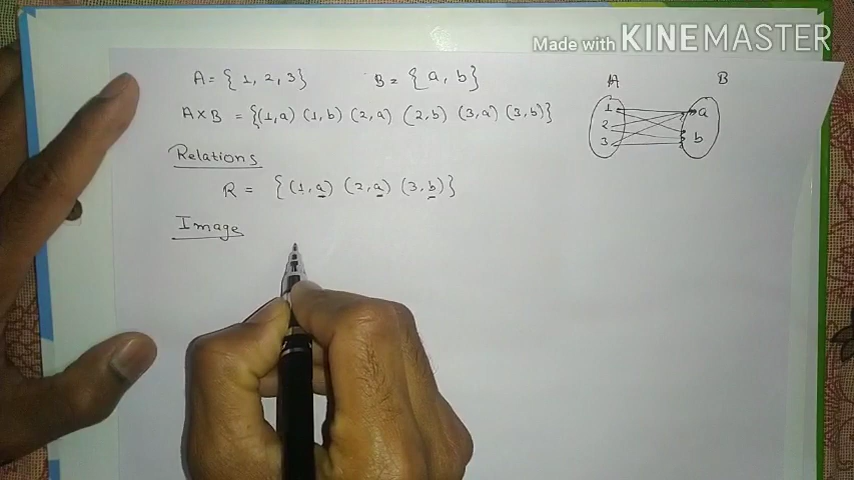 Made with KINEMASTER
A = { 1, 2, 3} B = {a, b} A B
A x B = {(1,a) (1,b) (2,a) (2,b) (3,a) (3,b)} 1 a
2
3 b
Relations
R = {(1,a) (2,a) (3,b)}
Image